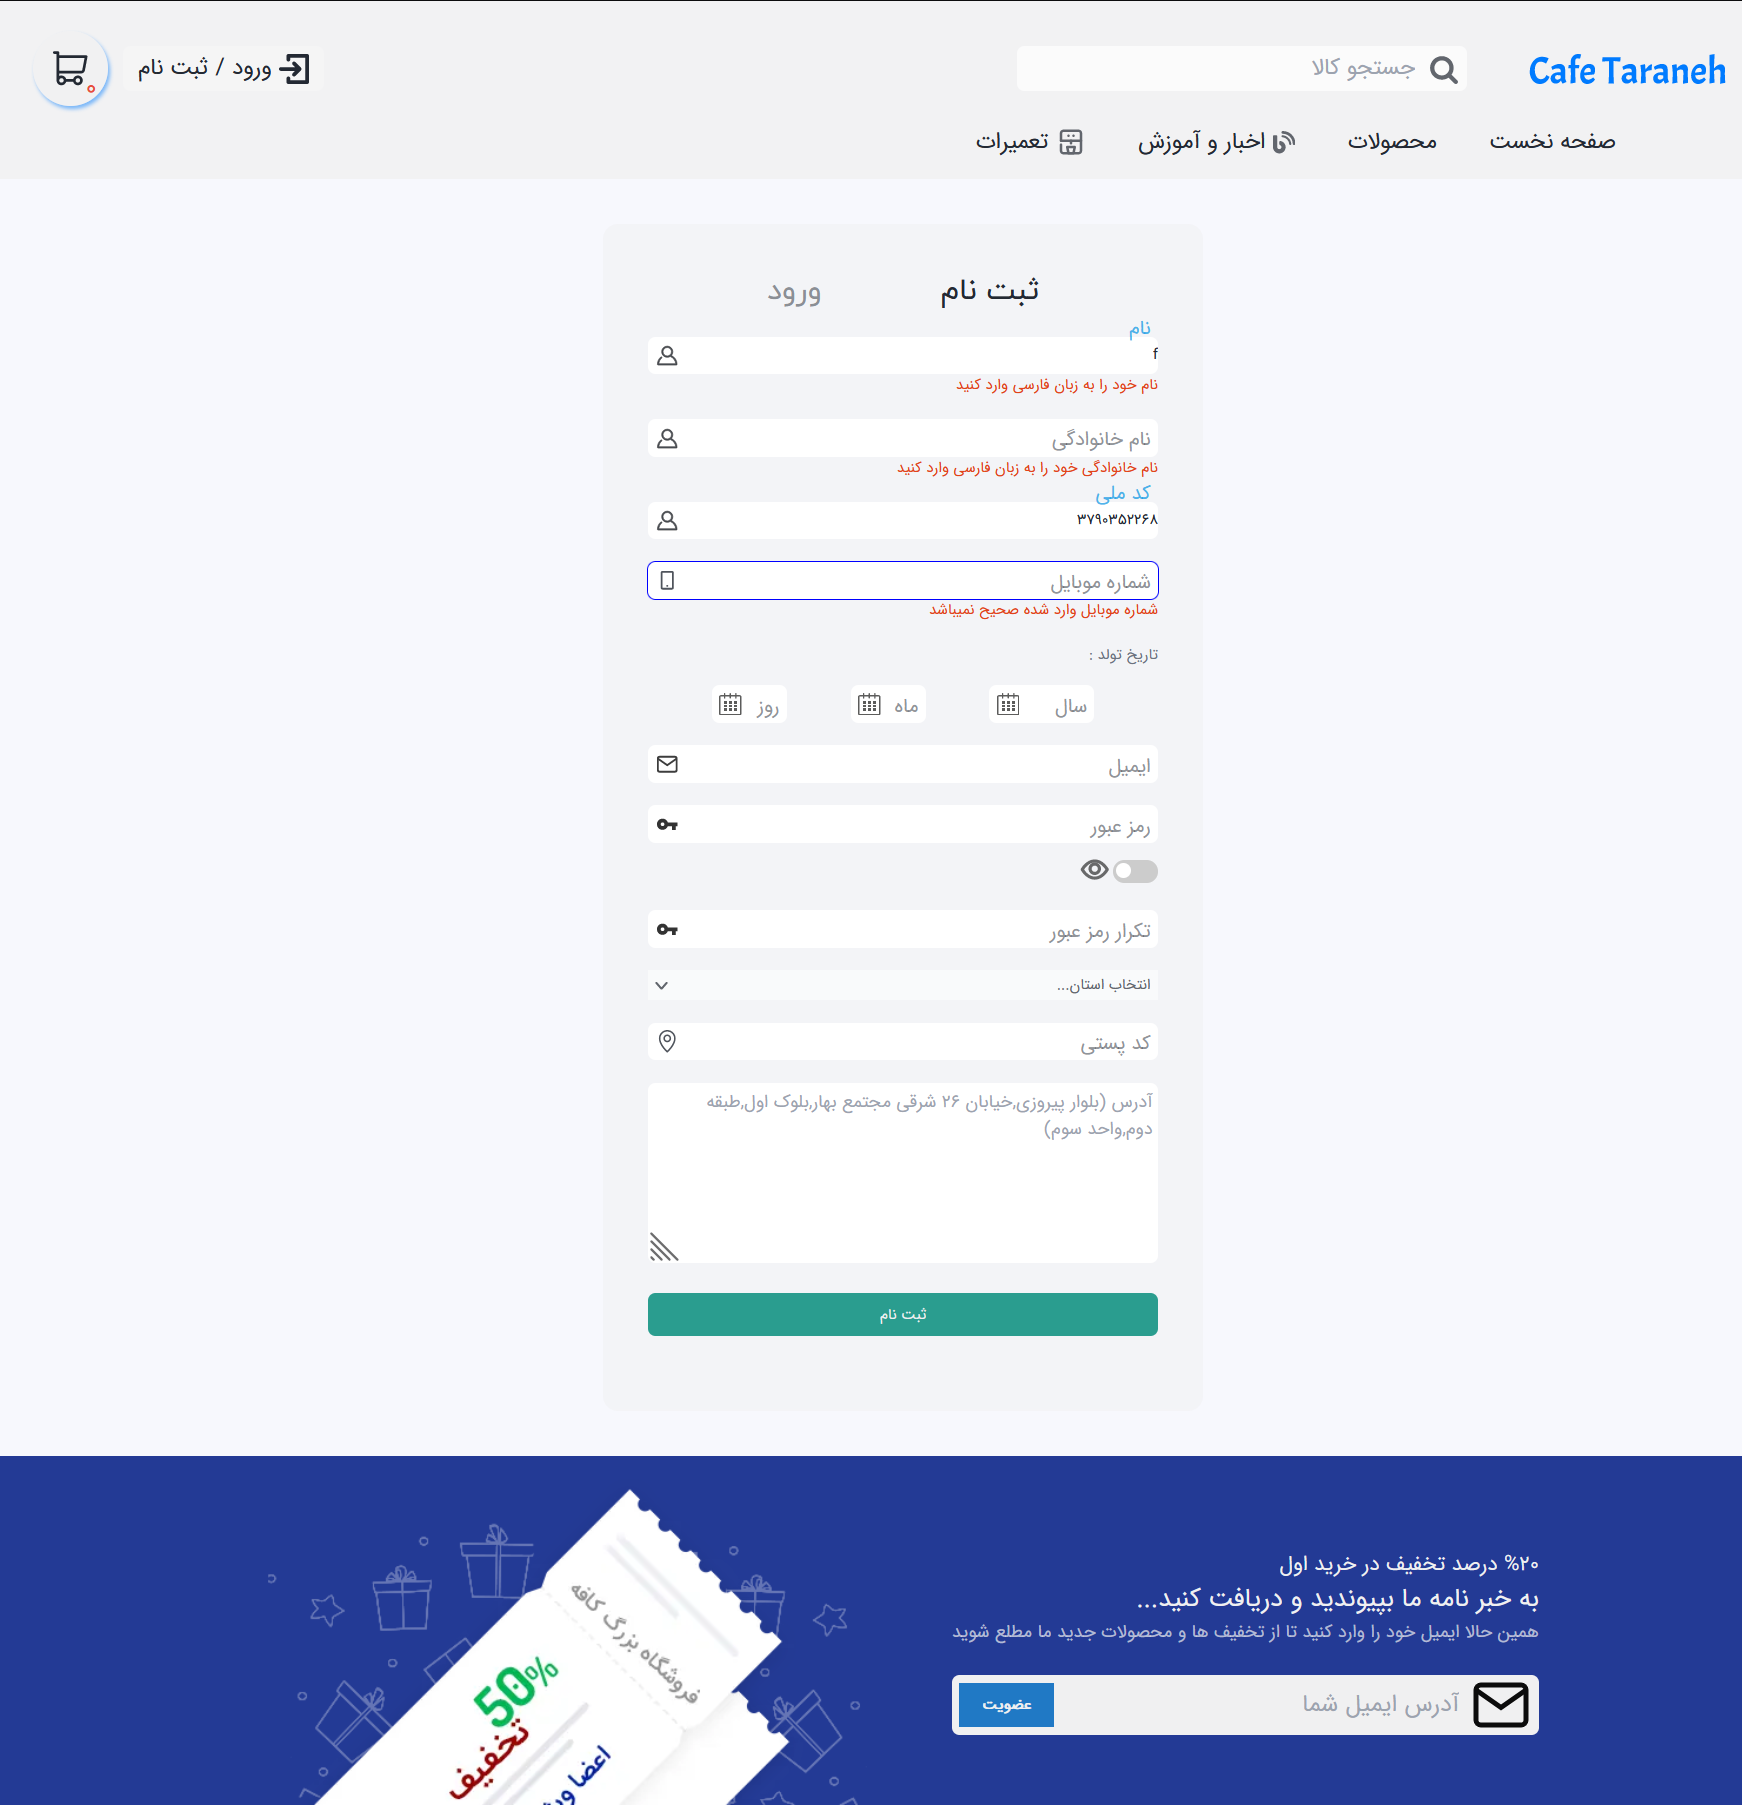 Cafe Taraneh
جستجو کالا
ورود / ثبت نام
۰
صفحه نخست
محصولات
اخبار و آموزش
تعمیرات
ثبت نام
ورود
نام
f
نام خود را به زبان فارسی وارد کنید
نام خانوادگی
نام خانوادگی خود را به زبان فارسی وارد کنید
کد ملی
۳۷۹۰۳۵۲۲۶۸
شماره موبایل
شماره موبایل وارد شده صحیح نمیباشد
تاریخ تولد :
سال
ماه
روز
ایمیل
رمز عبور
تکرار رمز عبور
انتخاب استان...
کد پستی
آدرس (بلوار پیروزی,خیابان ۲۶ شرقی مجتمع بهار,بلوک اول,طبقه
دوم,واحد سوم)
ثبت نام
%۲۰ درصد تخفیف در خرید اول
به خبر نامه ما بپیوندید و دریافت کنید...
همین حالا ایمیل خود را وارد کنید تا از تخفیف ها و محصولات جدید ما مطلع شوید
آدرس ایمیل شما
عضویت
فروشگاه بزرگ کافه
50%
تخفیف
اعضا